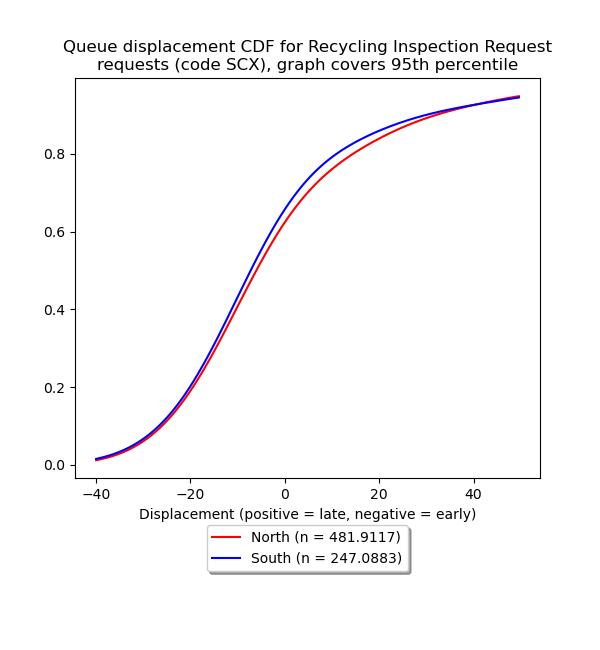 Queue displacement CDF for Recycling Inspection Request
requests (code SCX), graph covers 95th percentile
0.8
0.6
0.4
0.2
0.0
−40
−20
0
20
40
Displacement (positive = late, negative = early)
North (n = 481.9117)
South (n = 247.0883)